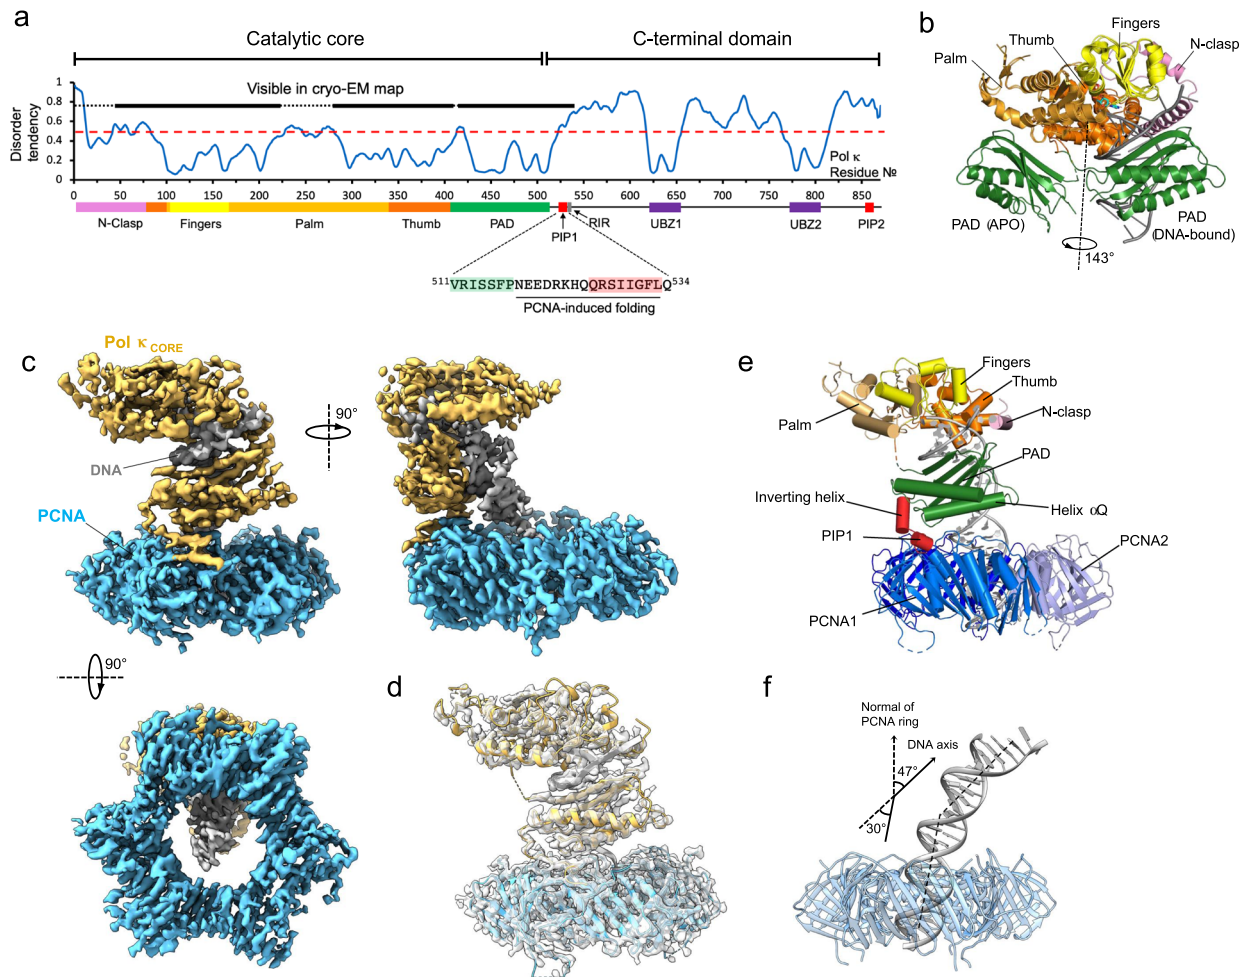 a
Catalytic core
C-terminal domain
Visible in cryo-EM map
Disorder
tendency
1
0.8
0.6
0.4
0.2
0
Pol κ
Residue №
0 50 100 150 200 250 300 350 400 450 500 550 600 650 700 750 800 850
N-Clasp Fingers Palm Thumb PAD PIP1 RIR UBZ1 UBZ2 PIP2
511VRISSFPNEEDRKHQQRSIIGFLQ534
PCNA-induced folding
b
Fingers
Thumb
N-clasp
Palm
PAD (APO)
PAD
(DNA-bound)
143°
c
Pol κ CORE
90°
DNA
PCNA
90°
d
e
Fingers
Thumb
N-clasp
Palm
PAD
Inverting helix
Helix αQ
PIP1
PCNA2
PCNA1
f
Normal of
PCNA ring
DNA axis
47°
30°